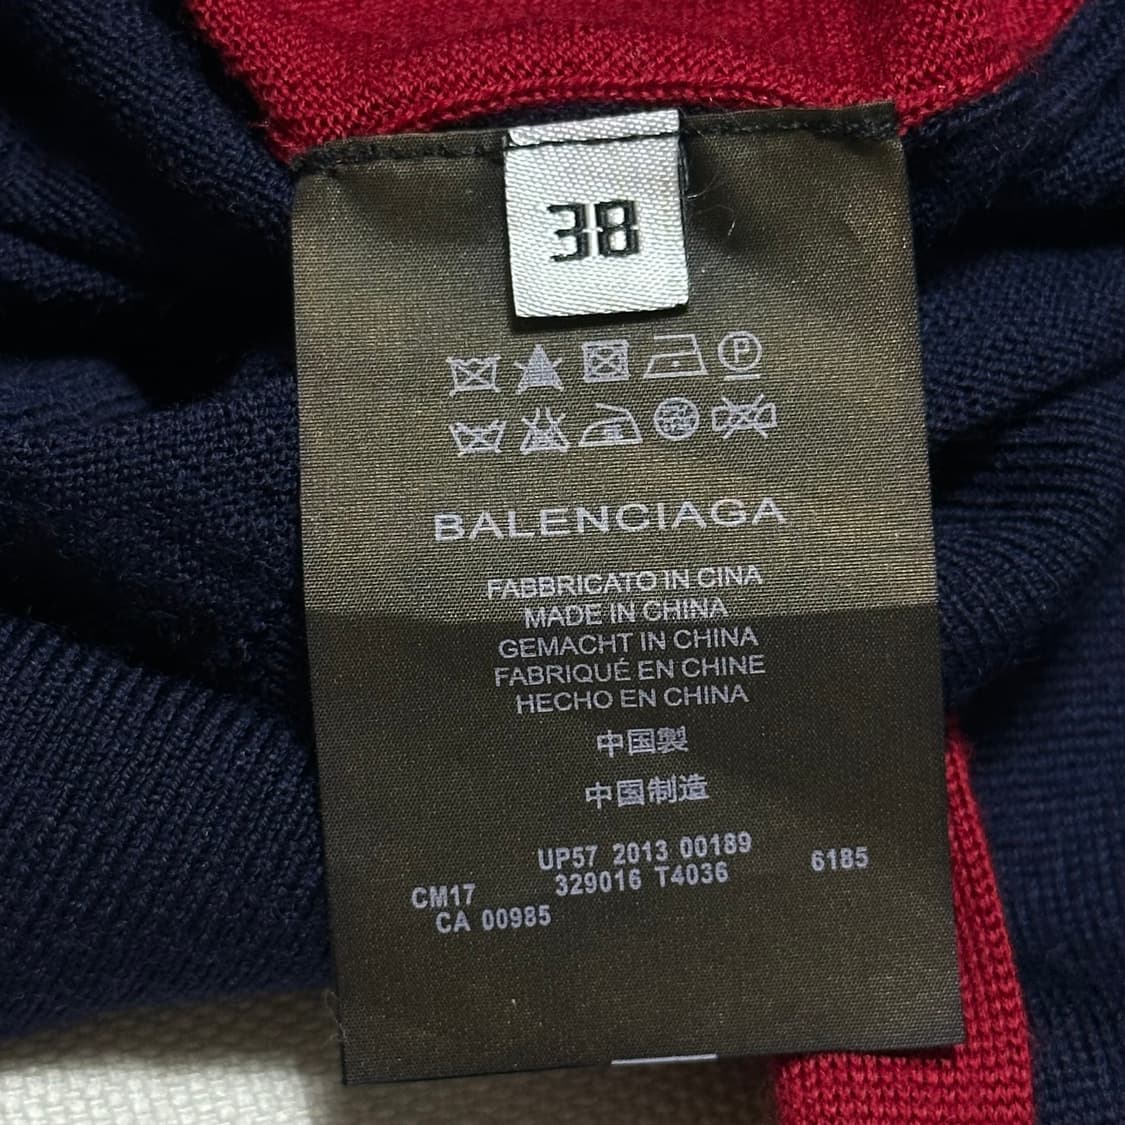 38
P
BALENCIAGA
FABBRICATO IN CINA
MADE IN CHINA
GEMACHT IN CHINA
FABRIQUÉ EN CHINE
HECHO EN CHINA
中国製
中国制造
UP57 2013 00189
6185
329016 T4036
CM17
CA 00985